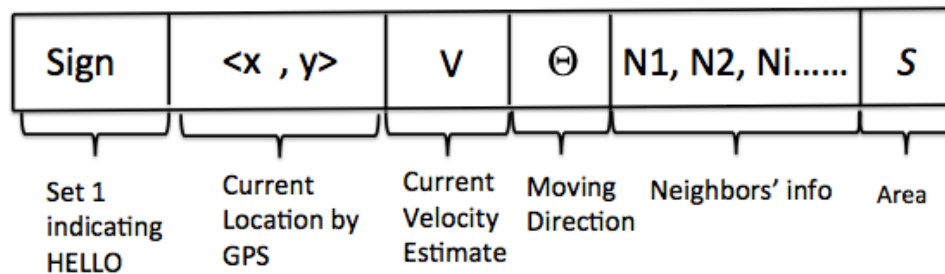 Sign <x , y> V Θ N1, N2, Ni...... S
Set 1 indicating HELLO
Current Location by GPS
Current Velocity Estimate
Moving Direction
Neighbors' info
Area